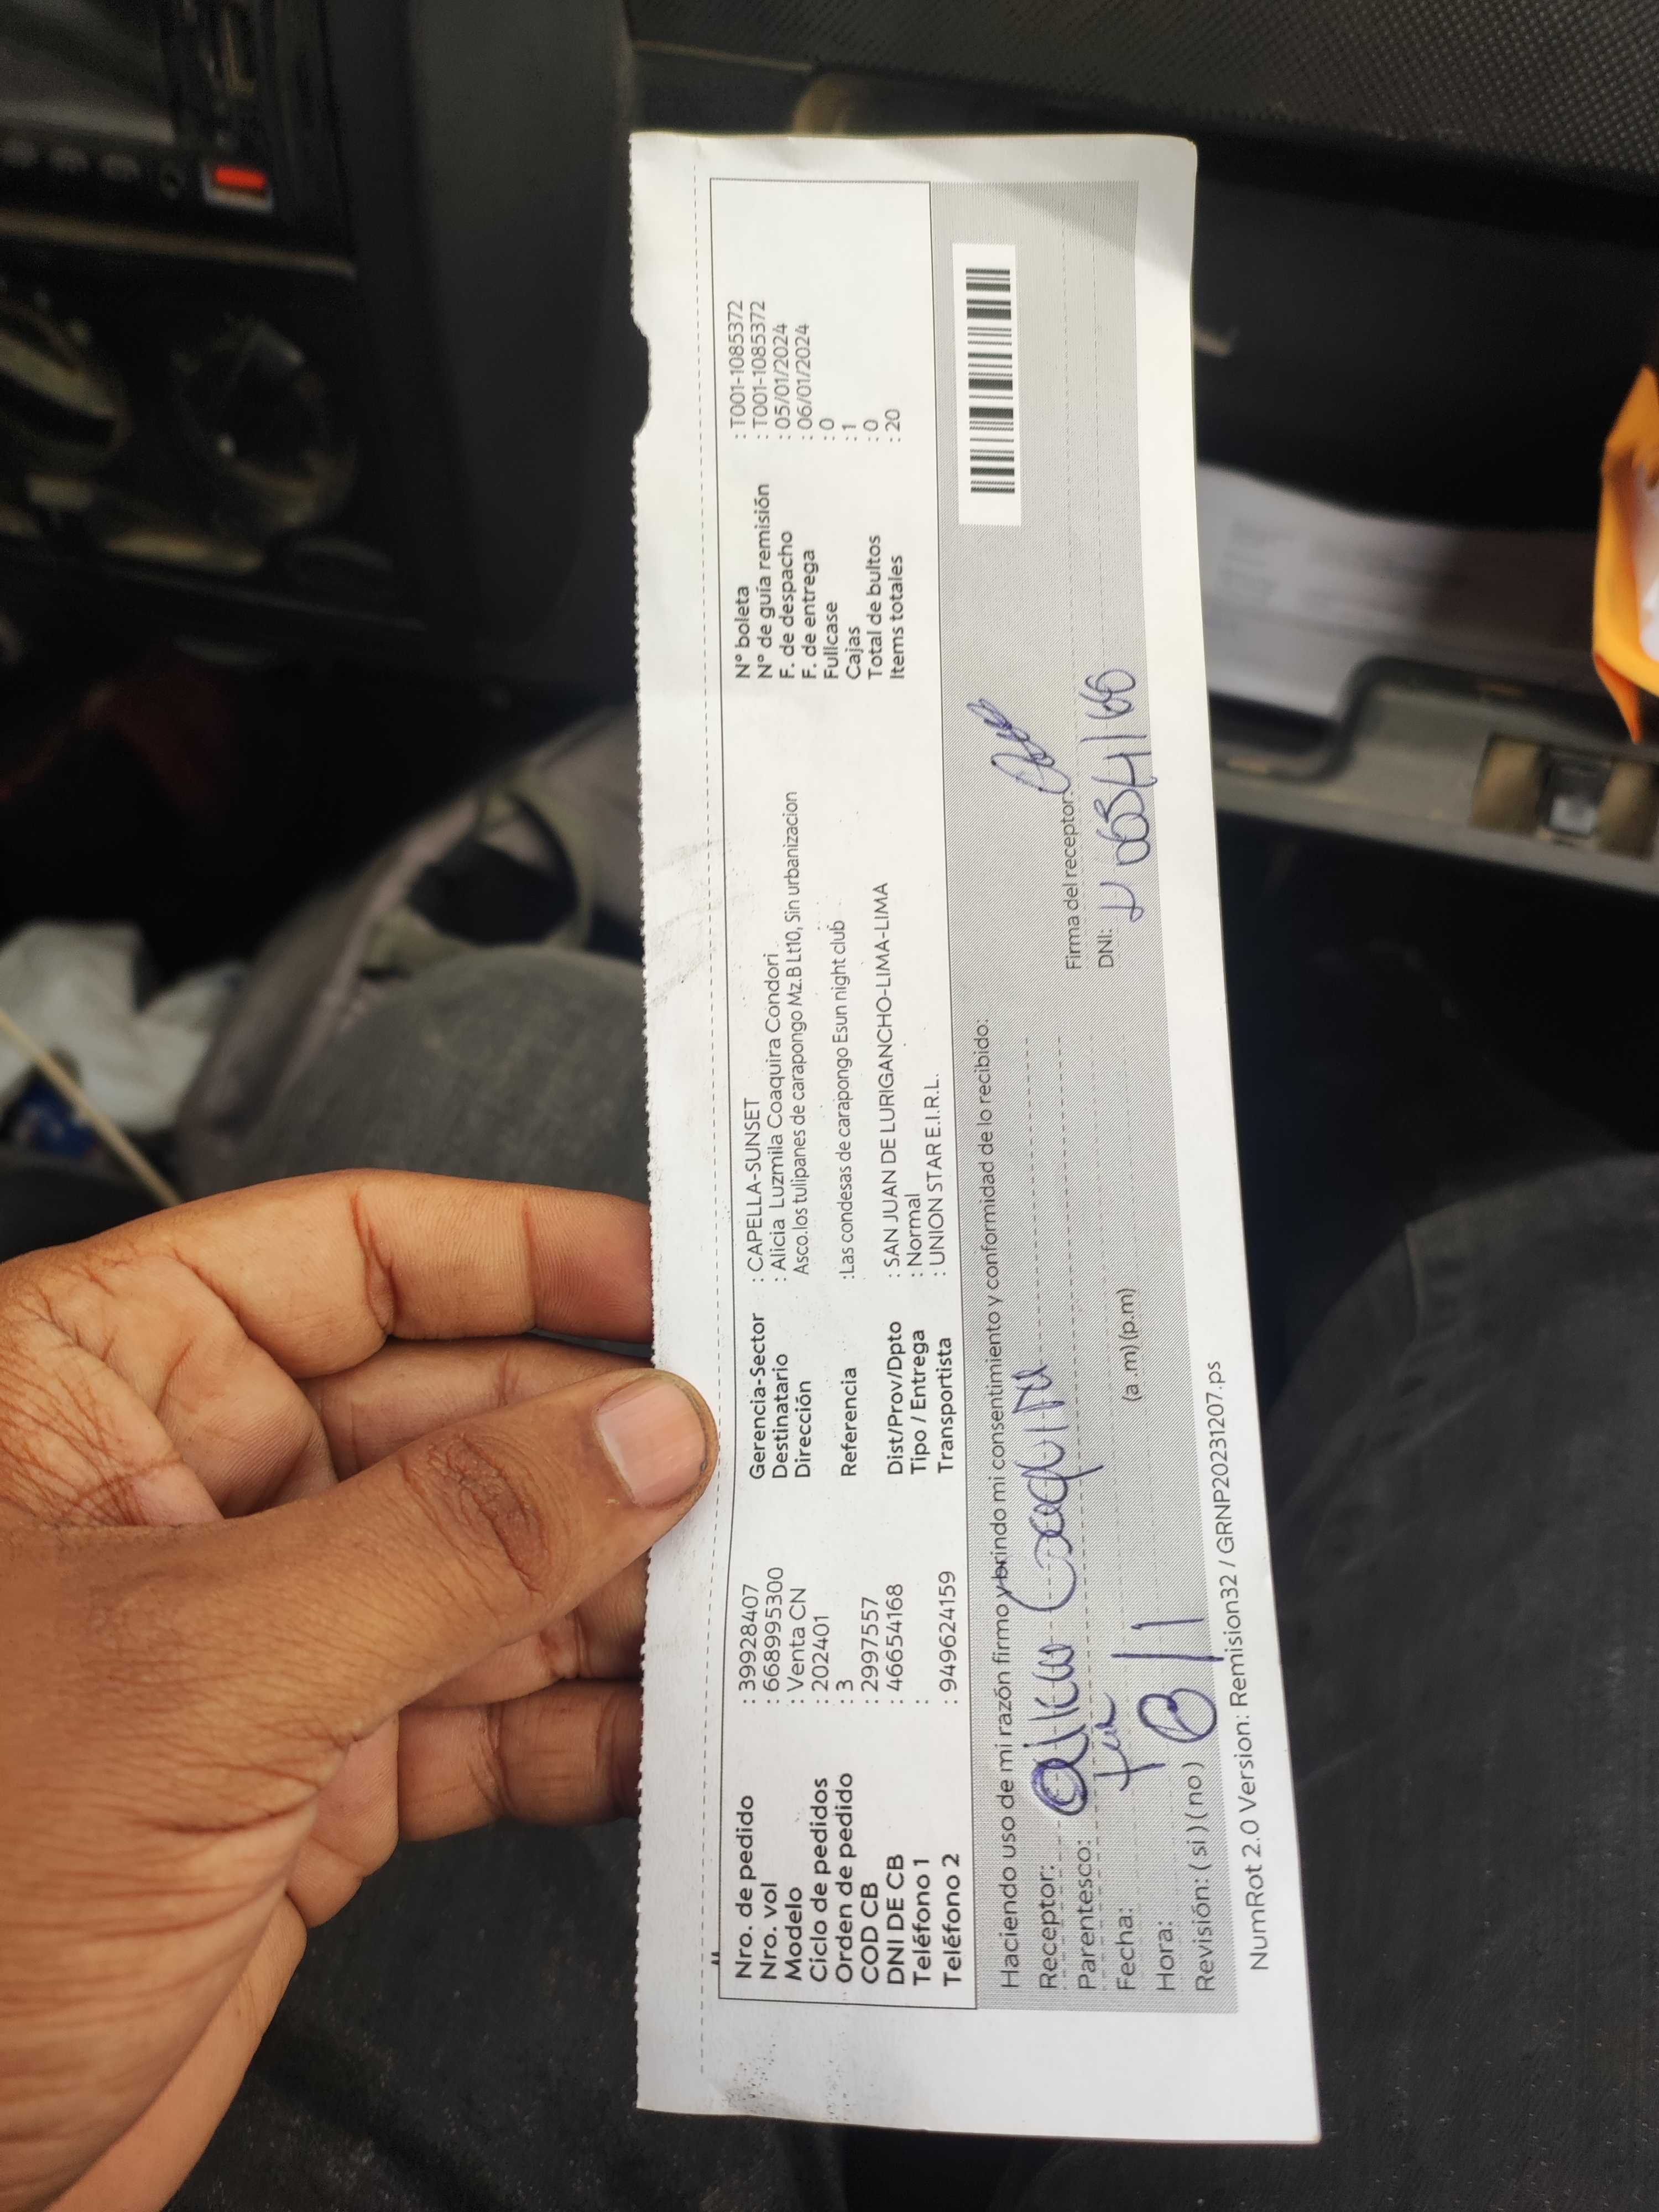 Nro. de pedido : 39928407
Nro. vol : 668995300
Modelo : Venta CN
Ciclo de pedidos : 202401
Orden de pedido : 3
COD CB : 2997557
DNI DE CB : 46654168
Teléfono 1 :
Teléfono 2 : 949624159
Gerencia-Sector : CAPELLA-SUNSET
Destinatario : Alicia Luzmila Coaquira Condori
Dirección Asco.los tulipanes de carapongo Mz.B Lt10, Sin urbanizacion
Referencia :Las condesas de carapongo Esun night club
Dist/Prov/Dpto : SAN JUAN DE LURIGANCHO-LIMA-LIMA
Tipo / Entrega : Normal
Transportista : UNION STAR E.I.R.L.
N° boleta : T001-1085372
N° de guía remisión : T001-1085372
F. de despacho : 05/01/2024
F. de entrega : 06/01/2024
Fullcase : 0
Cajas : 1
Total de bultos : 0
Items totales : 20
Haciendo uso de mi razón firmo y brindo mi consentimiento y conformidad de lo recibido:
Receptor: Alicia Coaquira
Parentesco:
Fecha:
Hora: (a.m) (p.m)
Revisión: ( si ) ( no )
Firma del receptor:
DNI:
NumRot 2.0 Version: Remision32 / GRNP20231207.ps